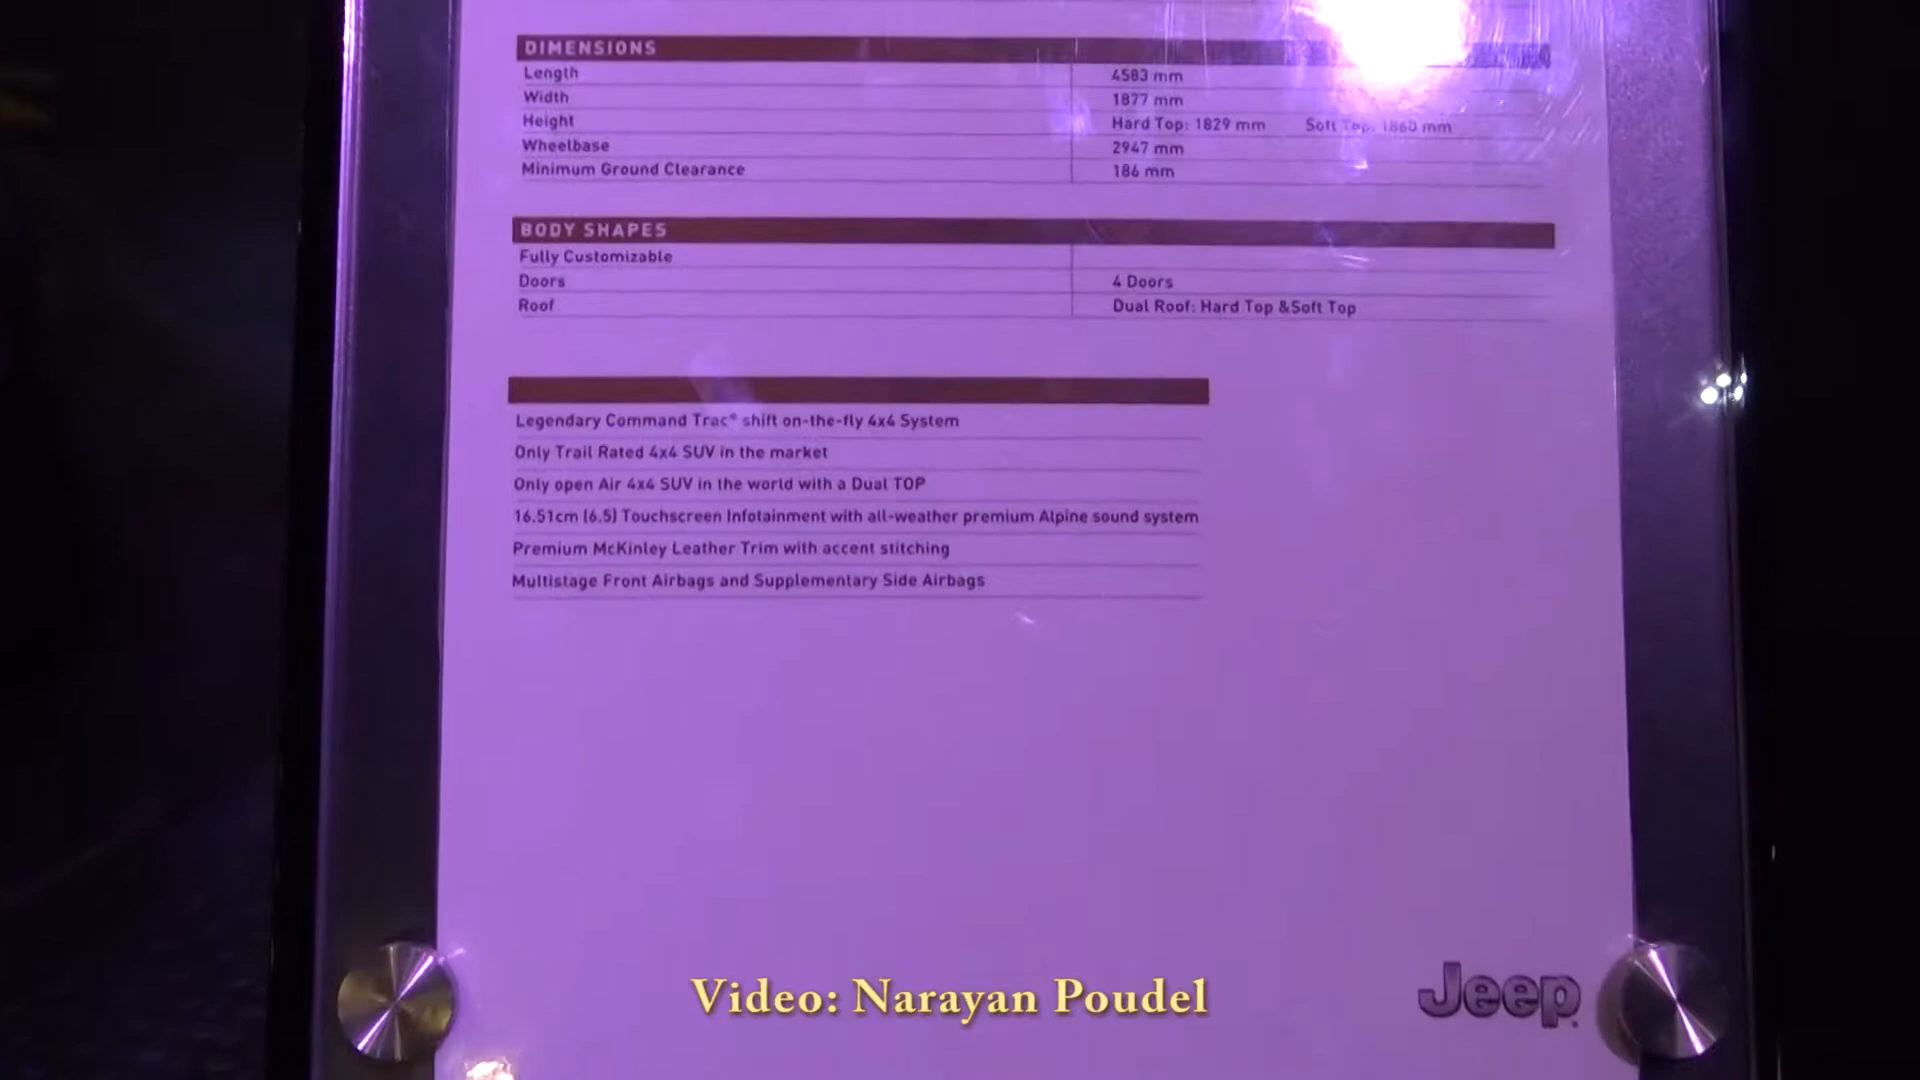 DIMENSIONS
Length 4583 mm
Width 1877 mm
Height Hard Top: 1829 mm Soft Top: 1860 mm
Wheelbase 2947 mm
Minimum Ground Clearance 186 mm
BODY SHAPES
Fully Customizable
Doors 4 Doors
Roof Dual Roof: Hard Top &Soft Top
Legendary Command Trac® shift on-the-fly 4x4 System
Only Trail Rated 4x4 SUV in the market
Only open Air 4x4 SUV in the world with a Dual TOP
16.51cm (6.5) Touchscreen Infotainment with all-weather premium Alpine sound system
Premium McKinley Leather Trim with accent stitching
Multistage Front Airbags and Supplementary Side Airbags
Video: Narayan Poudel
Jeep